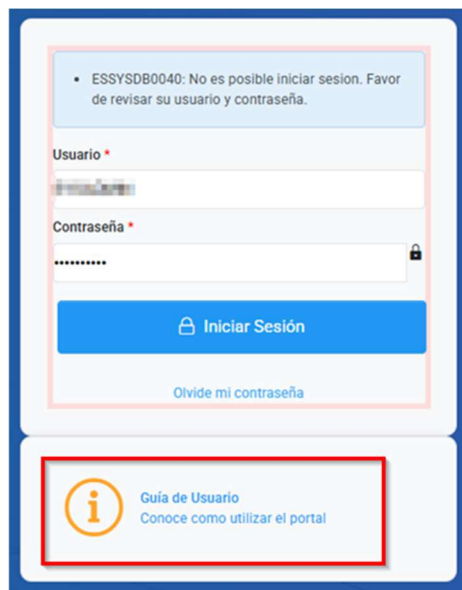 ESSYSDB0040: No es posible iniciar sesion. Favor
de revisar su usuario y contraseña.
Usuario *
Contraseña *
Iniciar Sesión
Olvide mi contraseña
Guía de Usuario
Conoce como utilizar el portal